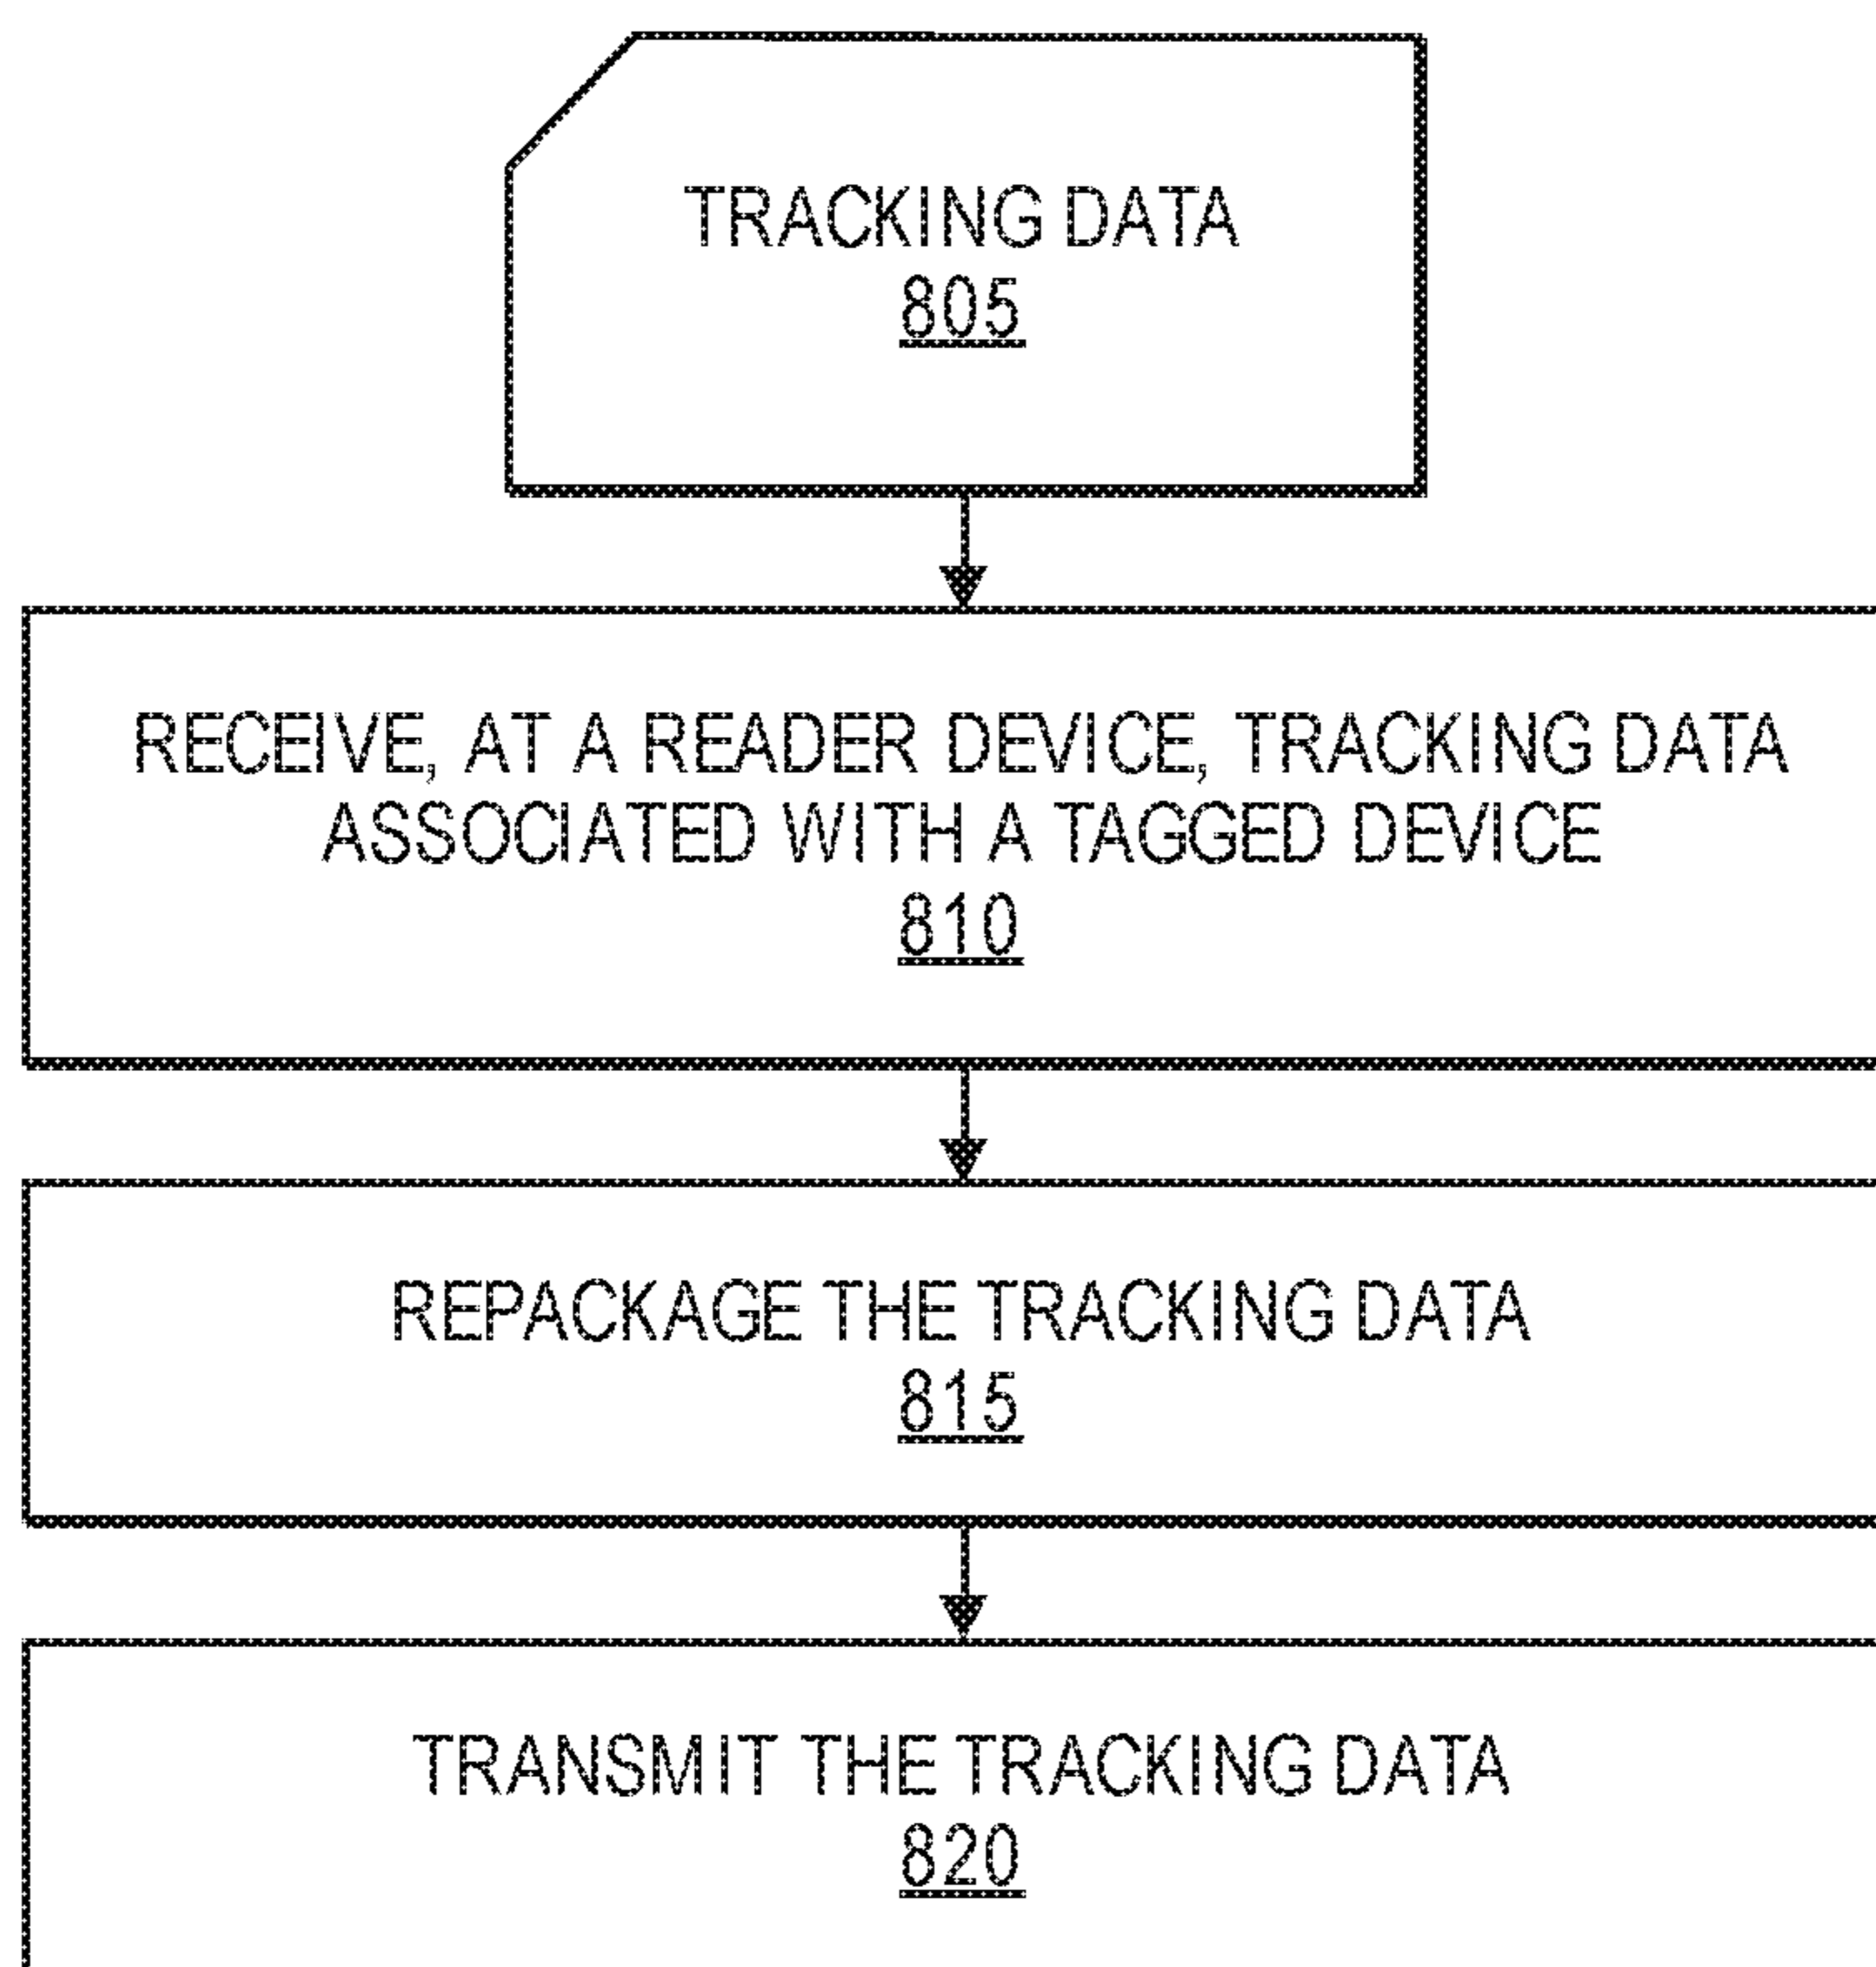 TRACKING DATA
805
RECEIVE, AT A READER DEVICE, TRACKING DATA
ASSOCIATED WITH A TAGGED DEVICE
810
REPACKAGE THE TRACKING DATA
815
TRANSMIT THE TRACKING DATA
820